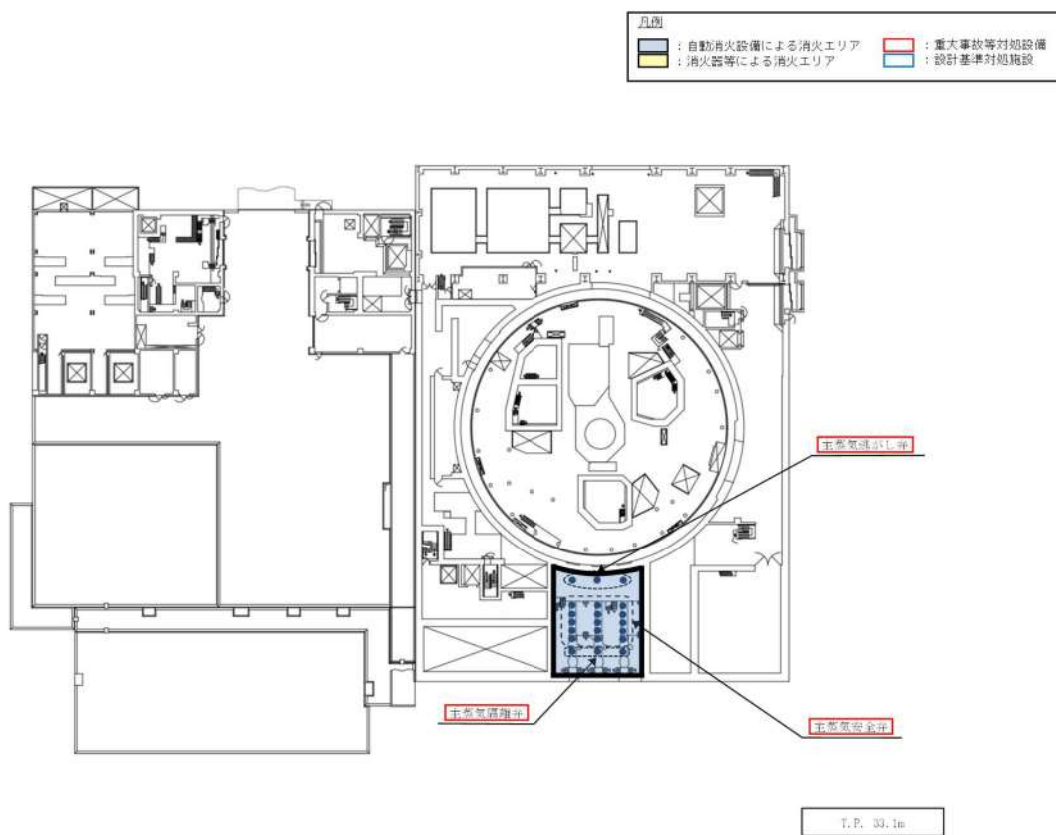 凡例
：自動消火設備による消火エリア
：重大事故等対処設備
：消火器等による消火エリア
：設計基準対処施設
主蒸気逃がし弁
主蒸気隔離弁
主蒸気安全弁
T.P. 33.1m